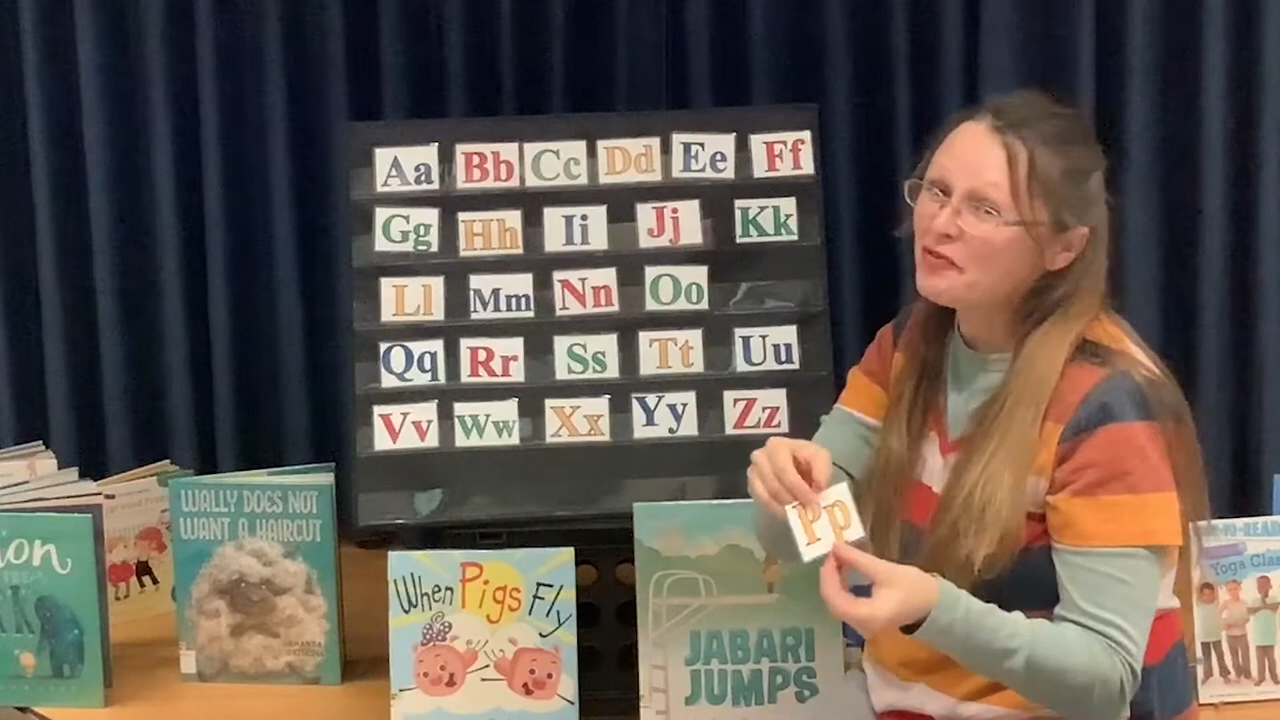 Aa Bb Cc Dd Ee Ff
Gg Hh Ii Jj Kk
Ll Mm Nn Oo
Qq Rr Ss Tt Uu
Vv Ww Xx Yy Zz
Pp
WALLY DOES NOT
WANT A HAIRCUT
When Pigs Fly
JABARI
JUMPS
Yoga